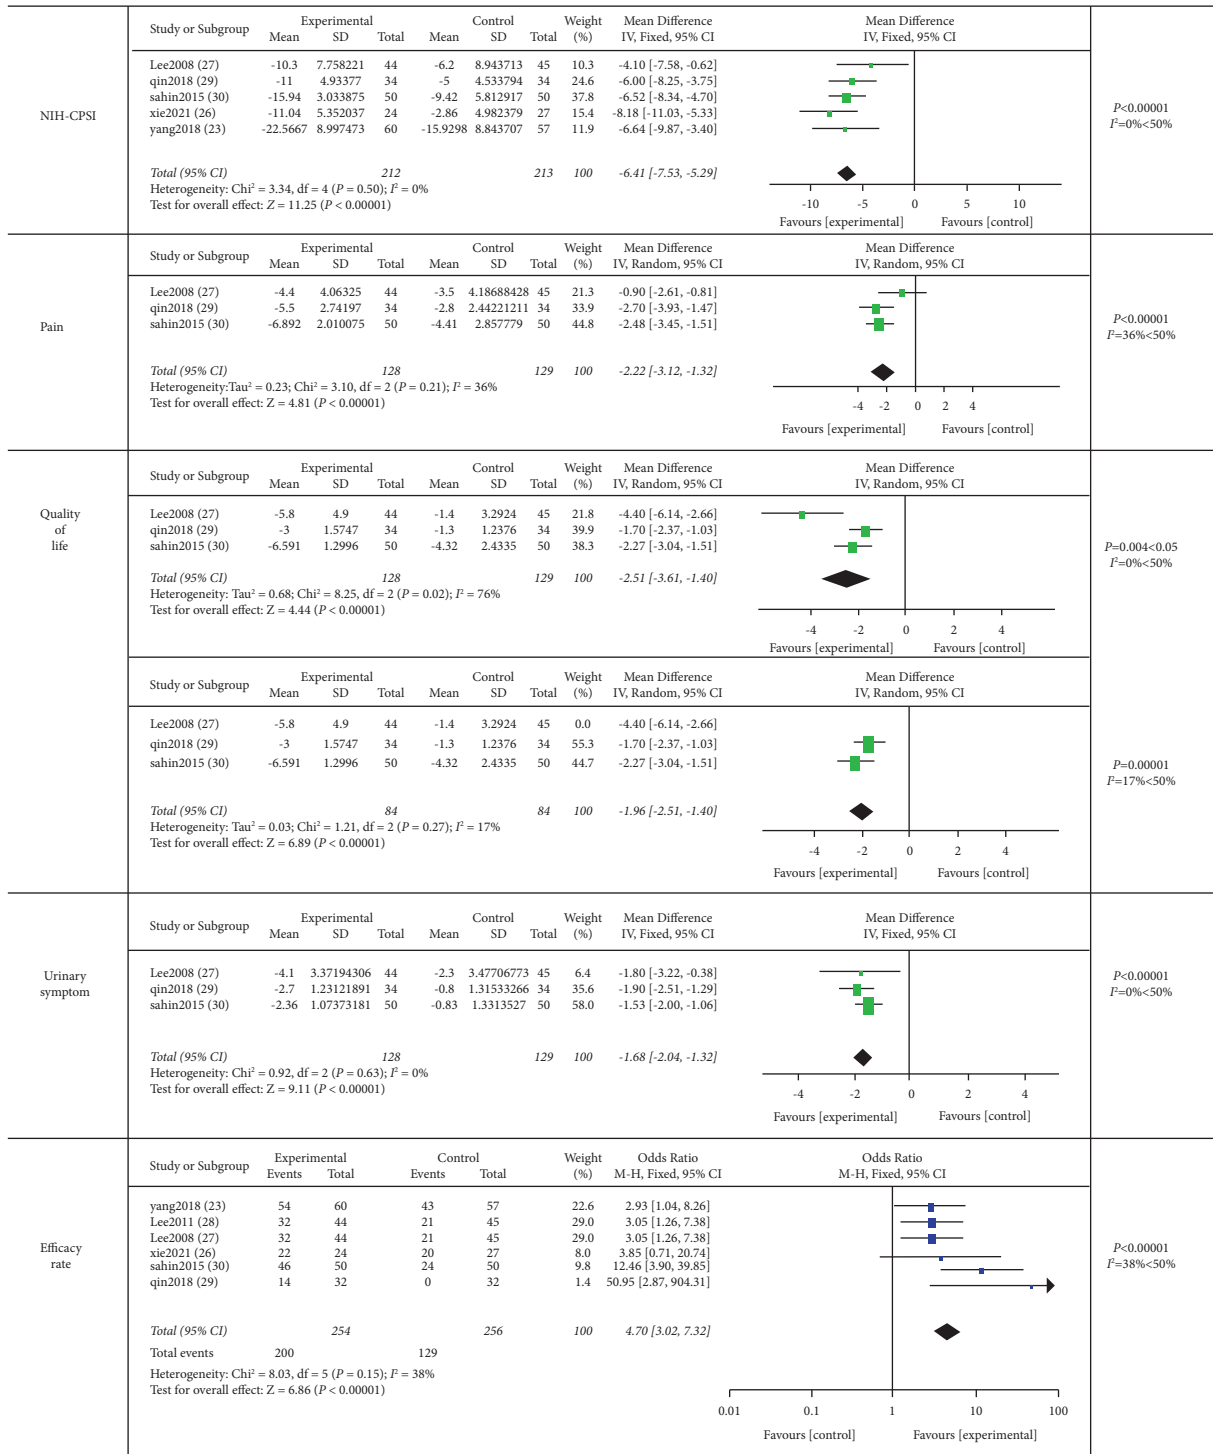 Study or Subgroup Experimental Control Weight Mean Difference Mean Difference
Mean SD Total Mean SD Total (%) IV, Fixed, 95% CI IV, Fixed, 95% CI
NIH-CPSI
Lee2008 (27) -10.3 7.758221 44 -6.2 8.943713 45 10.3 -4.10 [-7.58, -0.62]
qin2018 (29) -11 4.93377 34 -5 4.533794 34 24.6 -6.00 [-8.25, -3.75]
sahin2015 (30) -15.94 3.033875 50 -9.42 5.812917 50 37.8 -6.52 [-8.34, -4.70]
xie2021 (26) -11.04 5.352037 24 -2.86 4.982379 27 15.4 -8.18 [-11.03, -5.33]
yang2018 (23) -22.5667 8.997473 60 -15.9298 8.843707 57 11.9 -6.64 [-9.87, -3.40]
P<0.00001
I²=0%<50%
Total (95% CI) 212 213 100 -6.41 [-7.53, -5.29]
Heterogeneity: Chi² = 3.34, df = 4 (P = 0.50); I² = 0%
Test for overall effect: Z = 11.25 (P < 0.00001)
-10 -5 0 5 10
Favours [experimental] Favours [control]
Study or Subgroup Experimental Control Weight Mean Difference Mean Difference
Mean SD Total Mean SD Total (%) IV, Random, 95% CI IV, Random, 95% CI
Pain
Lee2008 (27) -4.4 4.06325 44 -3.5 4.18688428 45 21.3 -0.90 [-2.61, -0.81]
qin2018 (29) -5.5 2.74197 34 -2.8 2.44221211 34 33.9 -2.70 [-3.93, -1.47]
sahin2015 (30) -6.892 2.010075 50 -4.41 2.857779 50 44.8 -2.48 [-3.45, -1.51]
P<0.00001
I²=36%<50%
Total (95% CI) 128 129 100 -2.22 [-3.12, -1.32]
Heterogeneity:Tau² = 0.23; Chi² = 3.10, df = 2 (P = 0.21); I² = 36%
Test for overall effect: Z = 4.81 (P < 0.00001)
-4 -2 0 2 4
Favours [experimental] Favours [control]
Study or Subgroup Experimental Control Weight Mean Difference Mean Difference
Mean SD Total Mean SD Total (%) IV, Random, 95% CI IV, Random, 95% CI
Quality
of
life
Lee2008 (27) -5.8 4.9 44 -1.4 3.2924 45 21.8 -4.40 [-6.14, -2.66]
qin2018 (29) -3 1.5747 34 -1.3 1.2376 34 39.9 -1.70 [-2.37, -1.03]
sahin2015 (30) -6.591 1.2996 50 -4.32 2.4335 50 38.3 -2.27 [-3.04, -1.51]
P=0.004<0.05
I²=0%<50%
Total (95% CI) 128 129 100 -2.51 [-3.61, -1.40]
Heterogeneity: Tau² = 0.68; Chi² = 8.25, df = 2 (P = 0.02); I² = 76%
Test for overall effect: Z = 4.44 (P < 0.00001)
-4 -2 0 2 4
Favours [experimental] Favours [control]
Study or Subgroup Experimental Control Weight Mean Difference Mean Difference
Mean SD Total Mean SD Total (%) IV, Random, 95% CI IV, Random, 95% CI
Lee2008 (27) -5.8 4.9 44 -1.4 3.2924 45 0.0 -4.40 [-6.14, -2.66]
qin2018 (29) -3 1.5747 34 -1.3 1.2376 34 55.3 -1.70 [-2.37, -1.03]
sahin2015 (30) -6.591 1.2996 50 -4.32 2.4335 50 44.7 -2.27 [-3.04, -1.51]
P=0.00001
I²=17%<50%
Total (95% CI) 84 84 100 -1.96 [-2.51, -1.40]
Heterogeneity: Tau² = 0.03; Chi² = 1.21, df = 2 (P = 0.27); I² = 17%
Test for overall effect: Z = 6.89 (P < 0.00001)
-4 -2 0 2 4
Favours [experimental] Favours [control]
Study or Subgroup Experimental Control Weight Mean Difference Mean Difference
Mean SD Total Mean SD Total (%) IV, Fixed, 95% CI IV, Fixed, 95% CI
Urinary
symptom
Lee2008 (27) -4.1 3.37194306 44 -2.3 3.47706773 45 6.4 -1.80 [-3.22, -0.38]
qin2018 (29) -2.7 1.23121891 34 -0.8 1.31533266 34 35.6 -1.90 [-2.51, -1.29]
sahin2015 (30) -2.36 1.07373181 50 -0.83 1.3313527 50 58.0 -1.53 [-2.00, -1.06]
P<0.00001
I²=0%<50%
Total (95% CI) 128 129 100 -1.68 [-2.04, -1.32]
Heterogeneity: Chi² = 0.92, df = 2 (P = 0.63); I² = 0%
Test for overall effect: Z = 9.11 (P < 0.00001)
-4 -2 0 2 4
Favours [experimental] Favours [control]
Study or Subgroup Experimental Control Weight Odds Ratio Odds Ratio
Events Total Events Total (%) M-H, Fixed, 95% CI M-H, Fixed, 95% CI
Efficacy
rate
yang2018 (23) 54 60 43 57 22.6 2.93 [1.04, 8.26]
Lee2011 (28) 32 44 21 45 29.0 3.05 [1.26, 7.38]
Lee2008 (27) 32 44 21 45 29.0 3.05 [1.26, 7.38]
xie2021 (26) 22 24 20 27 8.0 3.85 [0.71, 20.74]
sahin2015 (30) 46 50 24 50 9.8 12.46 [3.90, 39.85]
qin2018 (29) 14 32 0 32 1.4 50.95 [2.87, 904.31]
P<0.00001
I²=38%<50%
Total (95% CI) 254 256 100 4.70 [3.02, 7.32]
Total events 200 129
Heterogeneity: Chi² = 8.03, df = 5 (P = 0.15); I² = 38%
Test for overall effect: Z = 6.86 (P < 0.00001)
0.01 0.1 1 10 100
Favours [control] Favours [experimental]